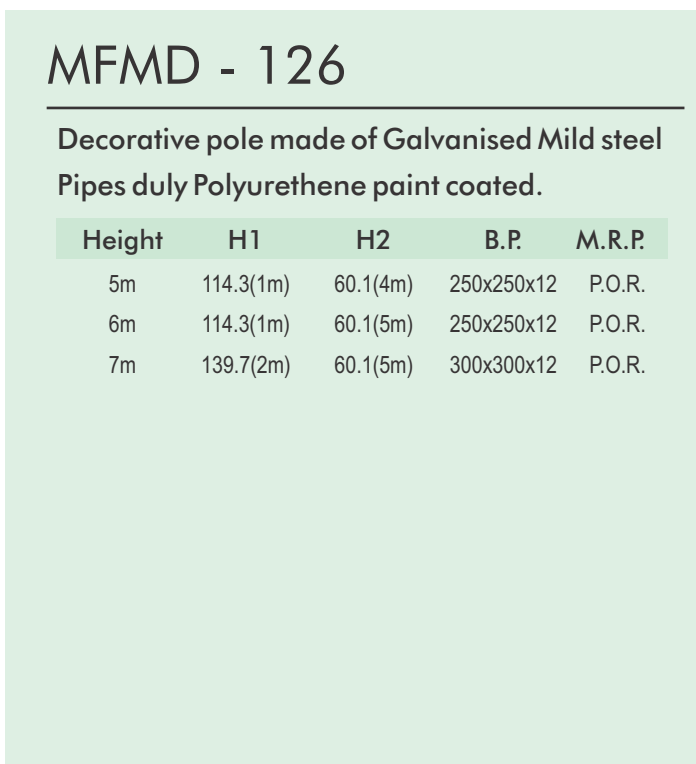 MFMD - 126
Decorative pole made of Galvanised Mild steel
Pipes duly Polyurethene paint coated.
Height H1 H2 B.P. M.R.P.
5m 114.3(1m) 60.1(4m) 250x250x12 P.O.R.
6m 114.3(1m) 60.1(5m) 250x250x12 P.O.R.
7m 139.7(2m) 60.1(5m) 300x300x12 P.O.R.